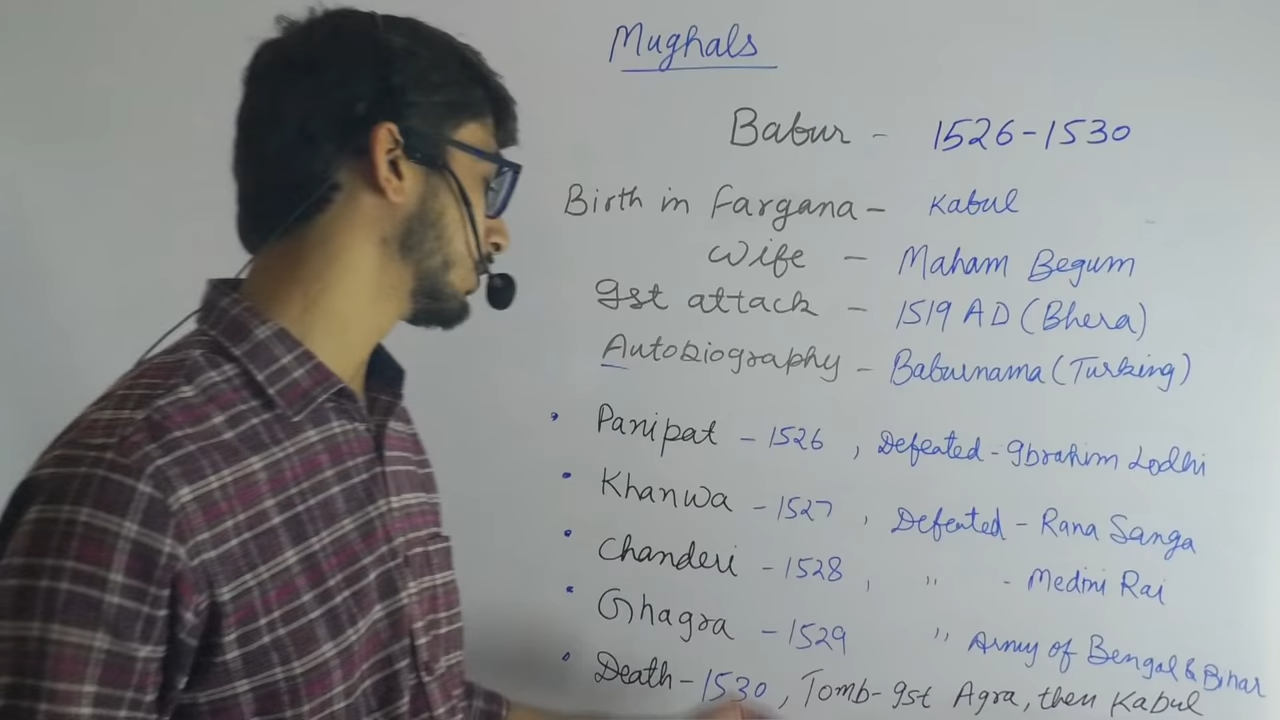 Mughals
Babur - 1526-1530
Birth in Fargana - Kabul
Wife - Maham Begum
Ist attack - 1519 AD (Bhera)
Autobiography - Baburnama (Turking)
• Panipat - 1526, Defeated - Ibrahim Lodhi
• Khanwa - 1527, Defeated - Rana Sanga
• Chanderi - 1528, " - Medini Rai
• Ghagra - 1529 " Army of Bengal & Bihar
• Death - 1530, Tomb - Ist Agra, then Kabul